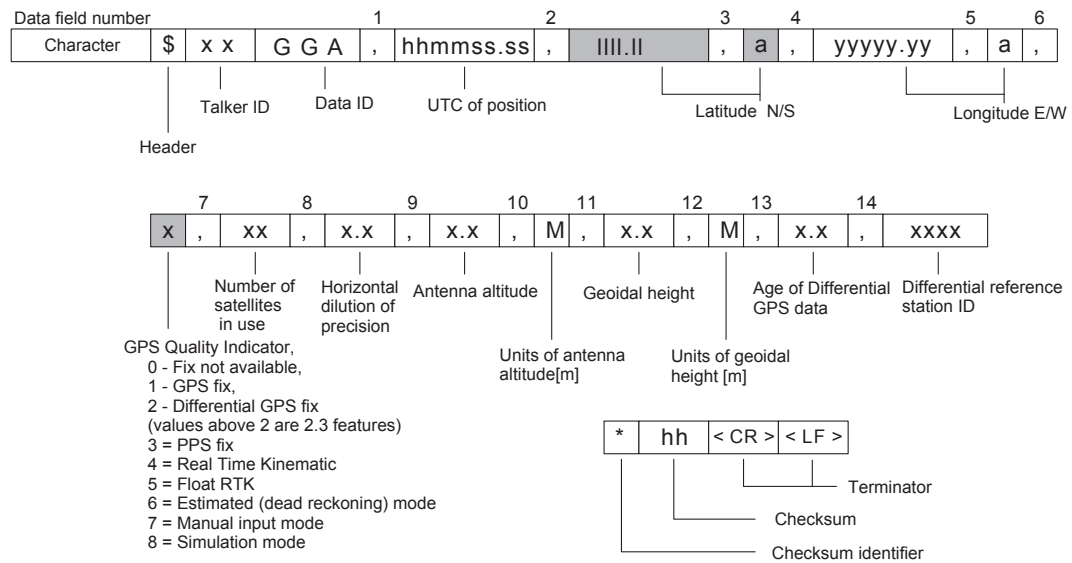 Data field number 1 2 3 4 5 6
Character $ x x G G A , hhmmss.ss , llll.ll , a , yyyyy.yy , a ,
Talker ID Data ID UTC of position Latitude N/S Longitude E/W
Header
7 8 9 10 11 12 13 14
x , xx , x.x , x.x , M , x.x , M , x.x , xxxx
Number of satellites in use
Horizontal dilution of precision
Antenna altitude
Geoidal height
Age of Differential GPS data
Differential reference station ID
Units of antenna altitude[m]
Units of geoidal height [m]
GPS Quality Indicator,
0 - Fix not available,
1 - GPS fix,
2 - Differential GPS fix
(values above 2 are 2.3 features)
3 = PPS fix
4 = Real Time Kinematic
5 = Float RTK
6 = Estimated (dead reckoning) mode
7 = Manual input mode
8 = Simulation mode
* hh < CR > < LF >
Terminator
Checksum
Checksum identifier